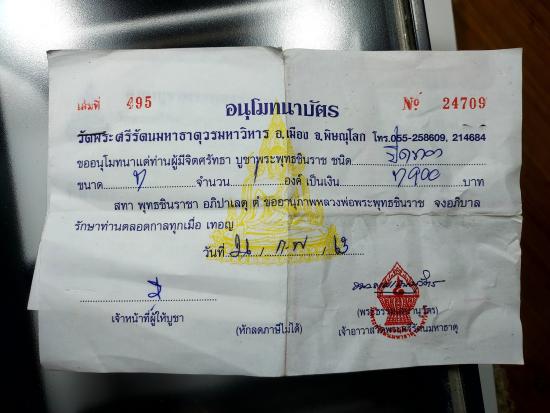 เล่มที่ 495 อนุโมทนาบัตร No 24709
วัดพระศรีรัตนมหาธาตุวรมหาวิหาร อ.เมือง จ.พิษณุโลก โทร.055-258609, 214684
ขออนุโมทนาแด่ท่านผู้มีจิตศรัทธา บูชาพระพุทธชินราช ชนิด
ขนาด จำนวน 1 องค์ เป็นเงิน บาท
สทา พุทธชินราชา อภิปาเลตุ ตํ ขออานุภาพหลวงพ่อพระพุทธชินราช จงอภิบาล
รักษาท่านตลอดกาลทุกเมื่อ เทอญ
วันที่ ก.พ.
เจ้าหน้าที่ผู้ให้บูชา
(หักลดภาษีไม่ได้)
เจ้าอาวาสวัดพระศรีรัตนมหาธาตุ